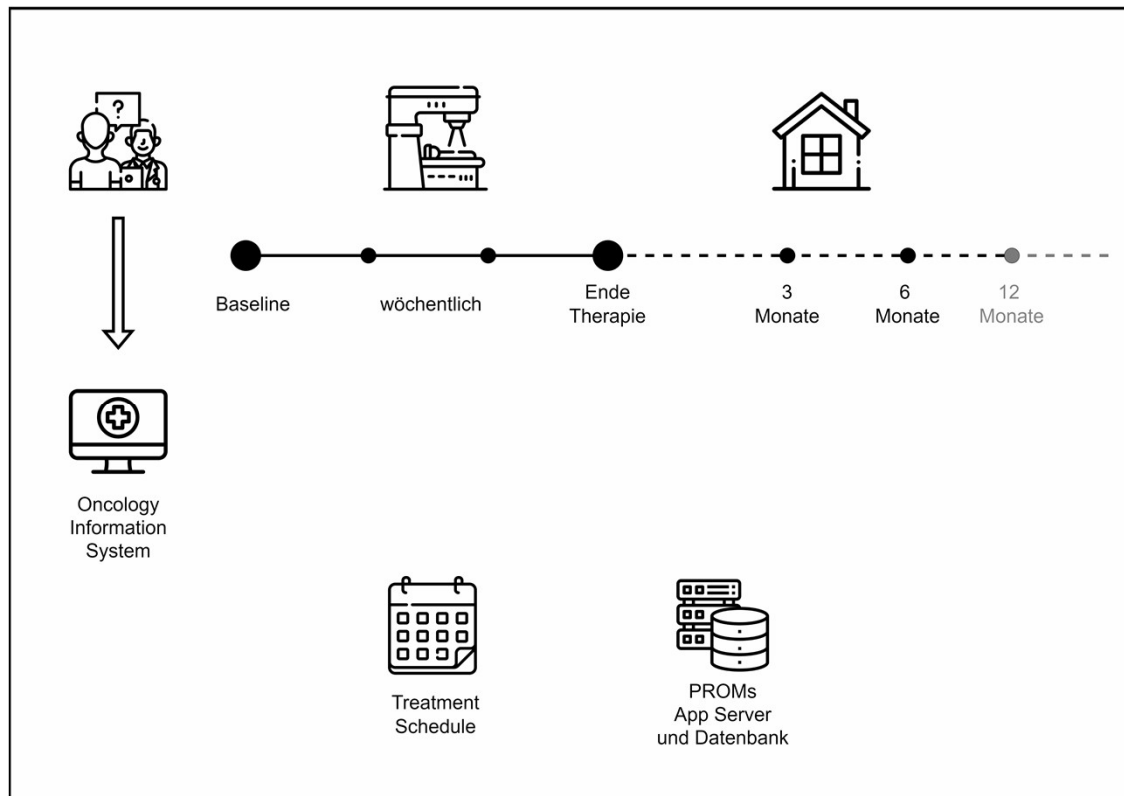 ?
Baseline
wöchentlich
Ende
Therapie
3
Monate
6
Monate
12
Monate
Oncology
Information
System
Treatment
Schedule
PROMs
App Server
und Datenbank